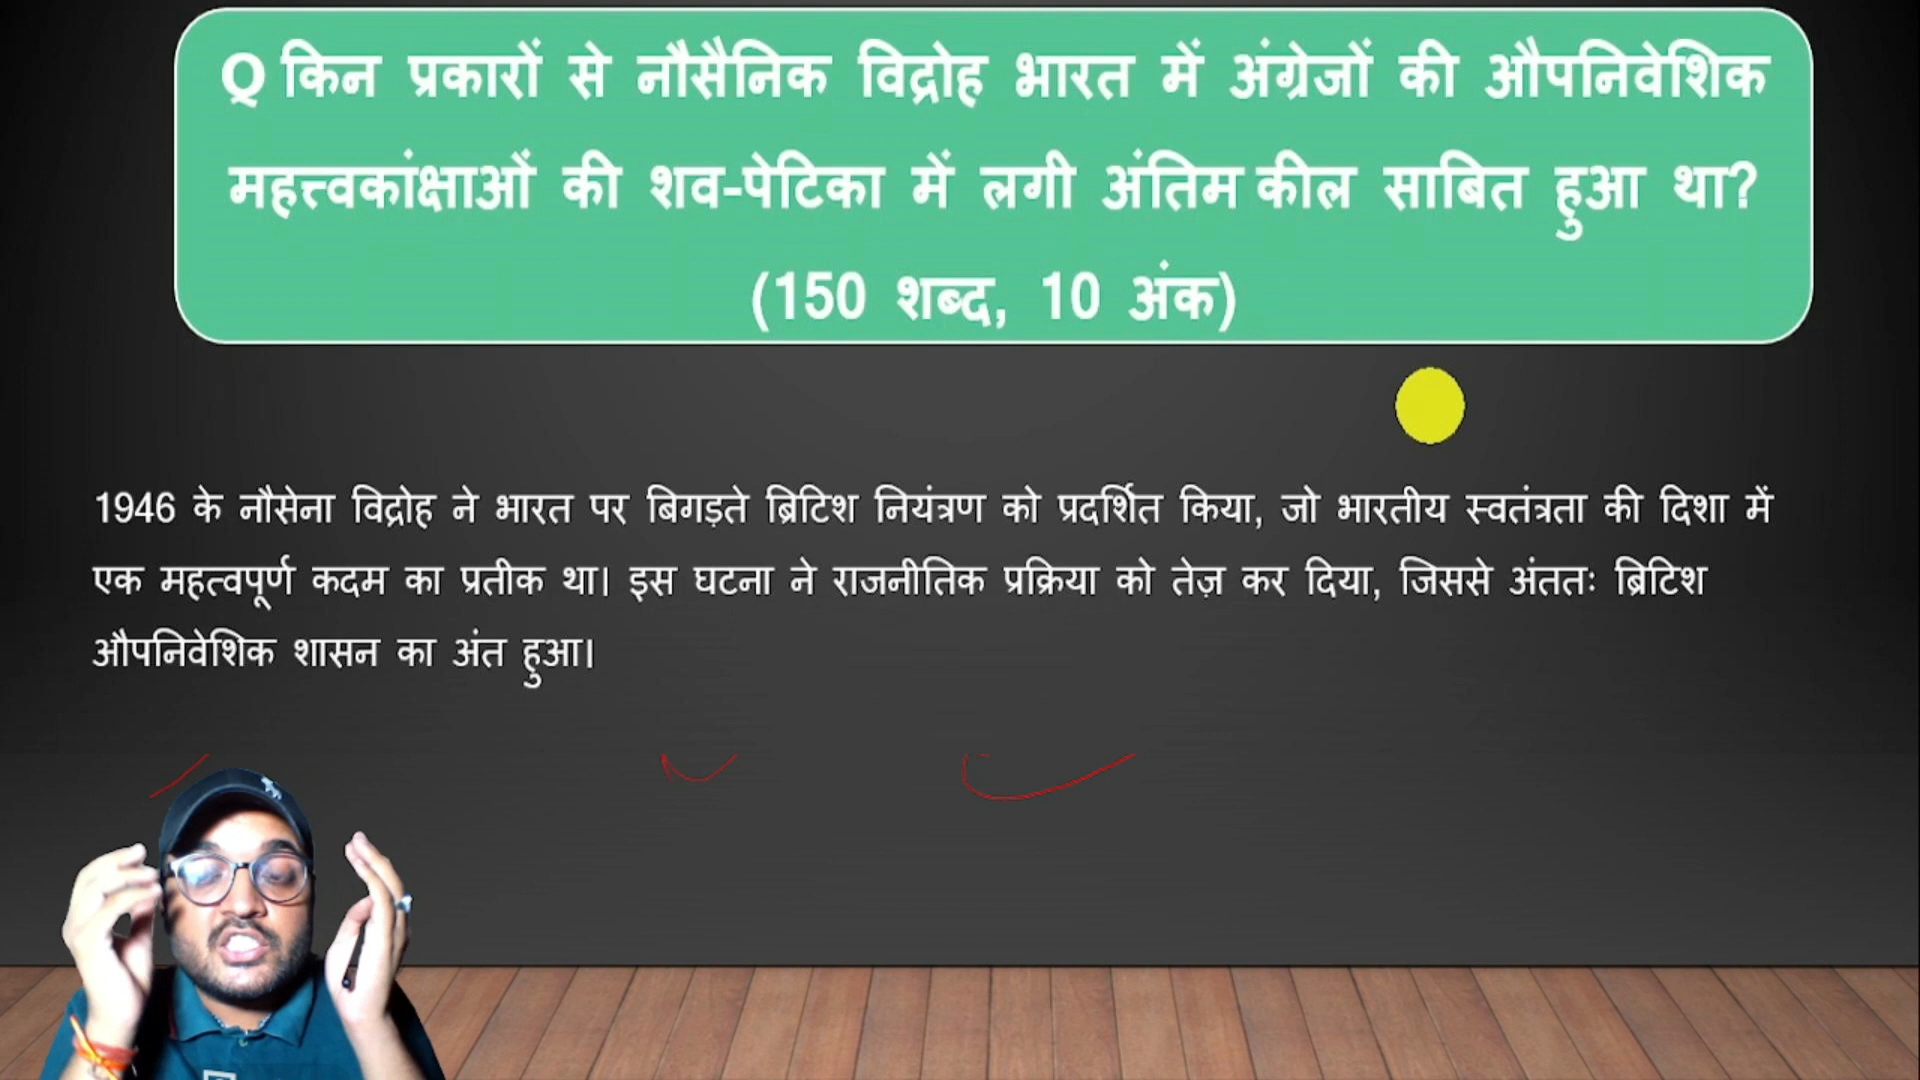 Q किन प्रकारों से नौसैनिक विद्रोह भारत में अंग्रेजों की औपनिवेशिक
महत्त्वकांक्षाओं की शव-पेटिका में लगी अंतिम कील साबित हुआ था?
(150 शब्द, 10 अंक)
1946 के नौसेना विद्रोह ने भारत पर बिगड़ते ब्रिटिश नियंत्रण को प्रदर्शित किया, जो भारतीय स्वतंत्रता की दिशा में
एक महत्वपूर्ण कदम का प्रतीक था। इस घटना ने राजनीतिक प्रक्रिया को तेज़ कर दिया, जिससे अंततः ब्रिटिश
औपनिवेशिक शासन का अंत हुआ।